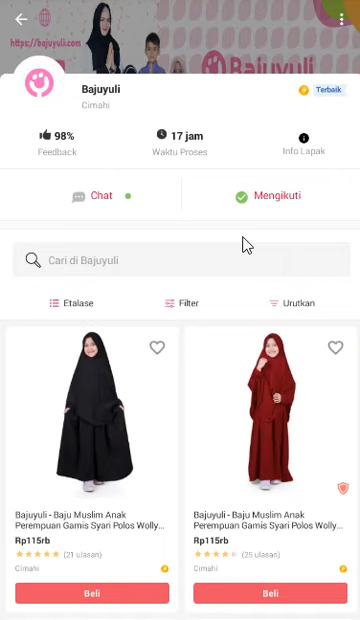 https://bajuyuli.com
Bajuyuli
Bajuyuli
Terbaik
Cimahi
98%
17 jam
Feedback
Waktu Proses
Info Lapak
Chat
Mengikuti
Cari di Bajuyuli
Etalase
Filter
Urutkan
Bajuyuli - Baju Muslim Anak
Perempuan Gamis Syari Polos Wolly...
Rp115rb
(21 ulasan)
Cimahi
Beli
Bajuyuli - Baju Muslim Anak
Perempuan Gamis Syari Polos Wolly...
Rp115rb
(25 ulasan)
Cimahi
Beli